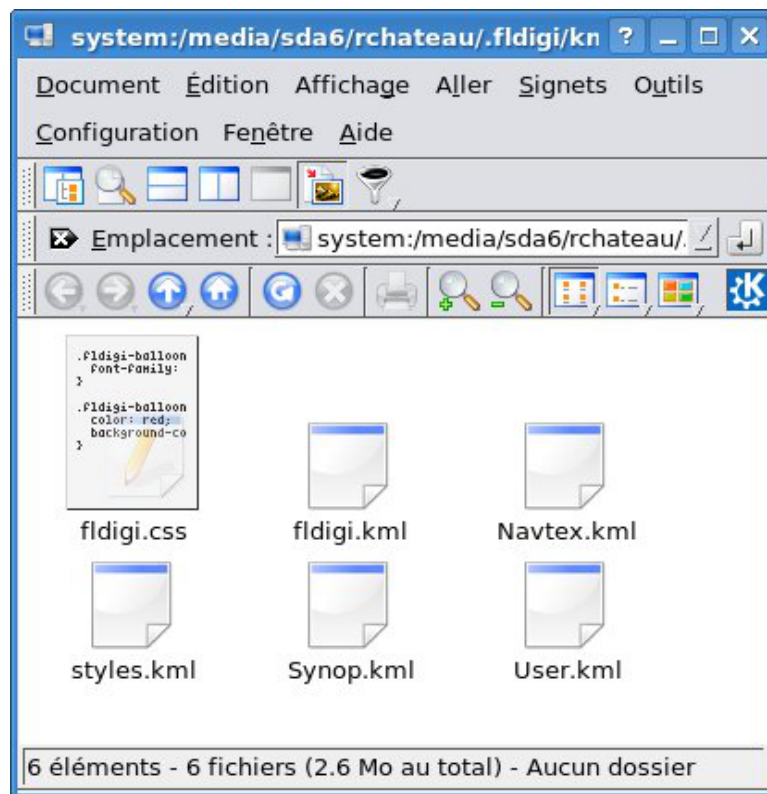 system:/media/sda6/rchateau/.fldigi/kn
Document Édition Affichage Aller Signets Outils
Configuration Fenêtre Aide
Emplacement : system:/media/sda6/rchateau/.
.fldigi-balloon
font-family:
}
.fldigi-balloon
color: red;
background-co
}
fldigi.css fldigi.kml Navtex.kml
styles.kml Synop.kml User.kml
6 éléments - 6 fichiers (2.6 Mo au total) - Aucun dossier